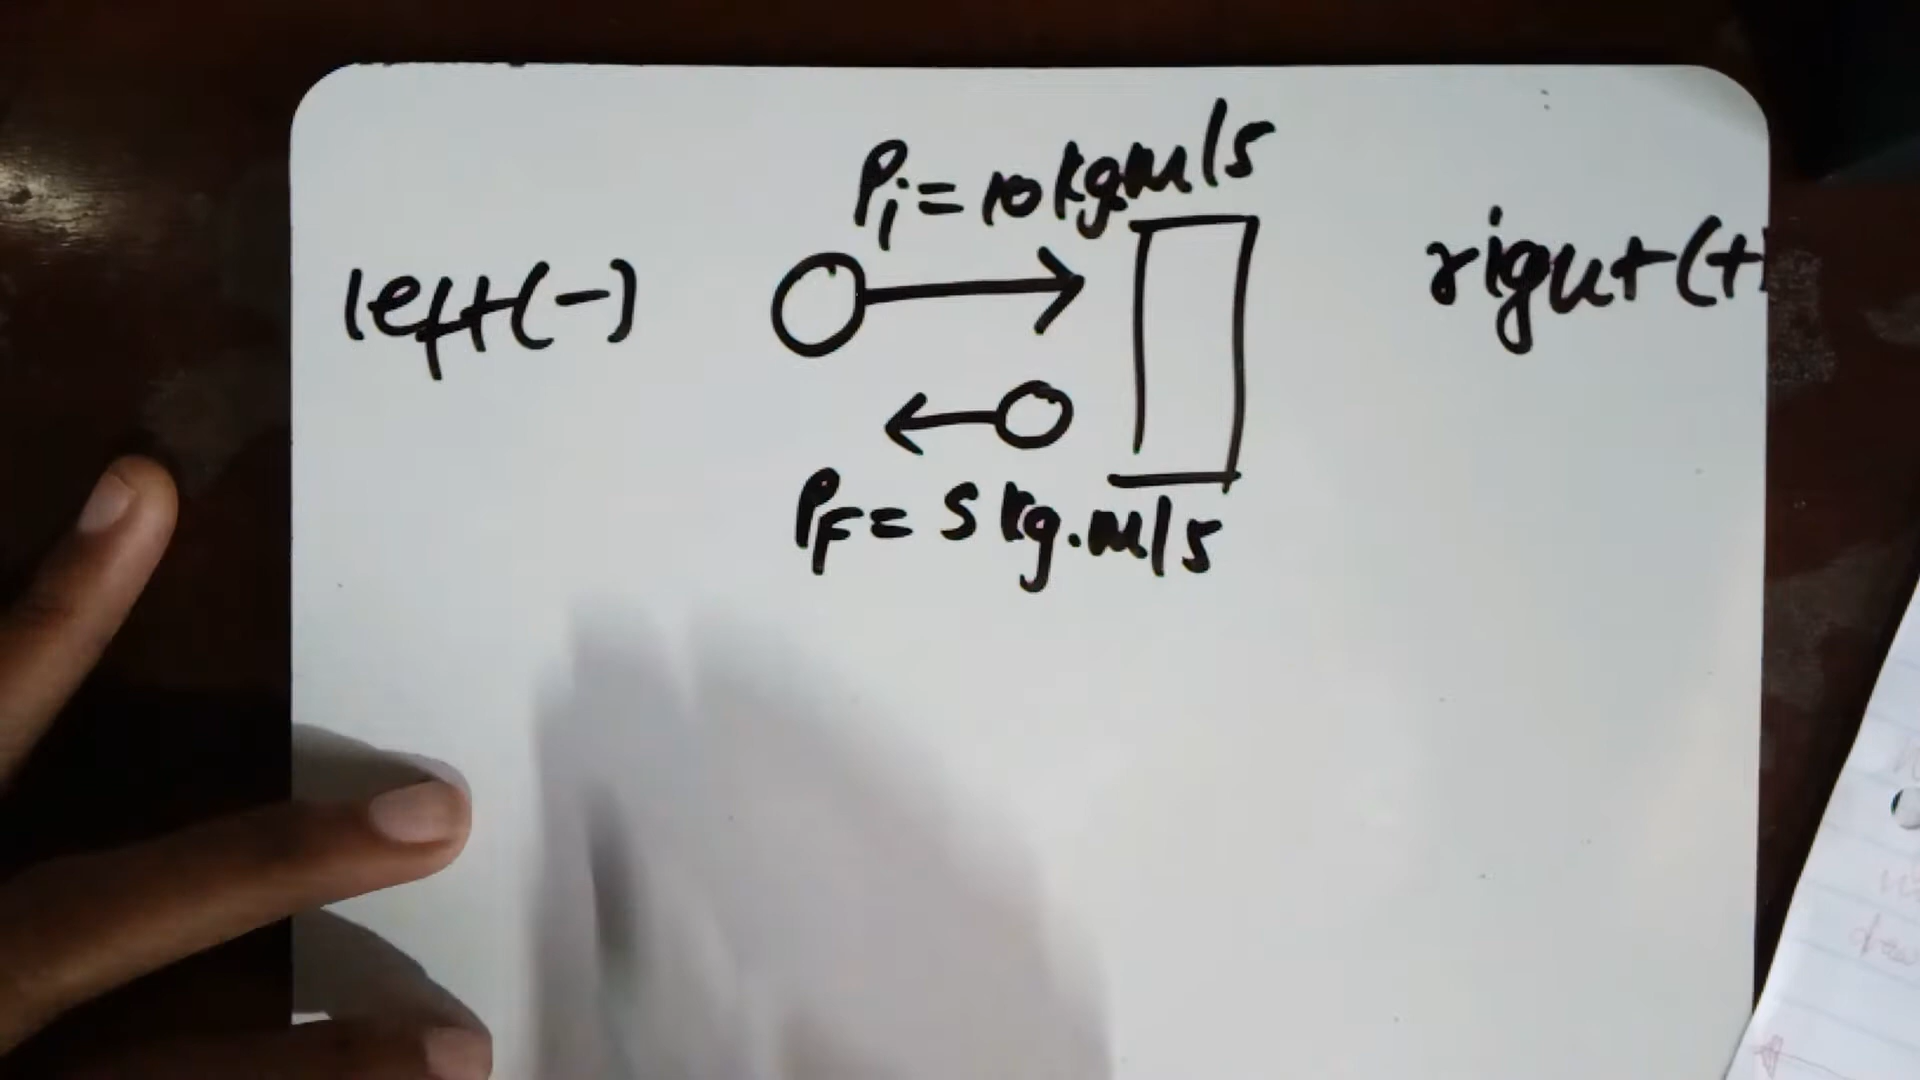 Pi = 10 kg.m/s
left (-)
right (+)
PF = 5 kg.m/s